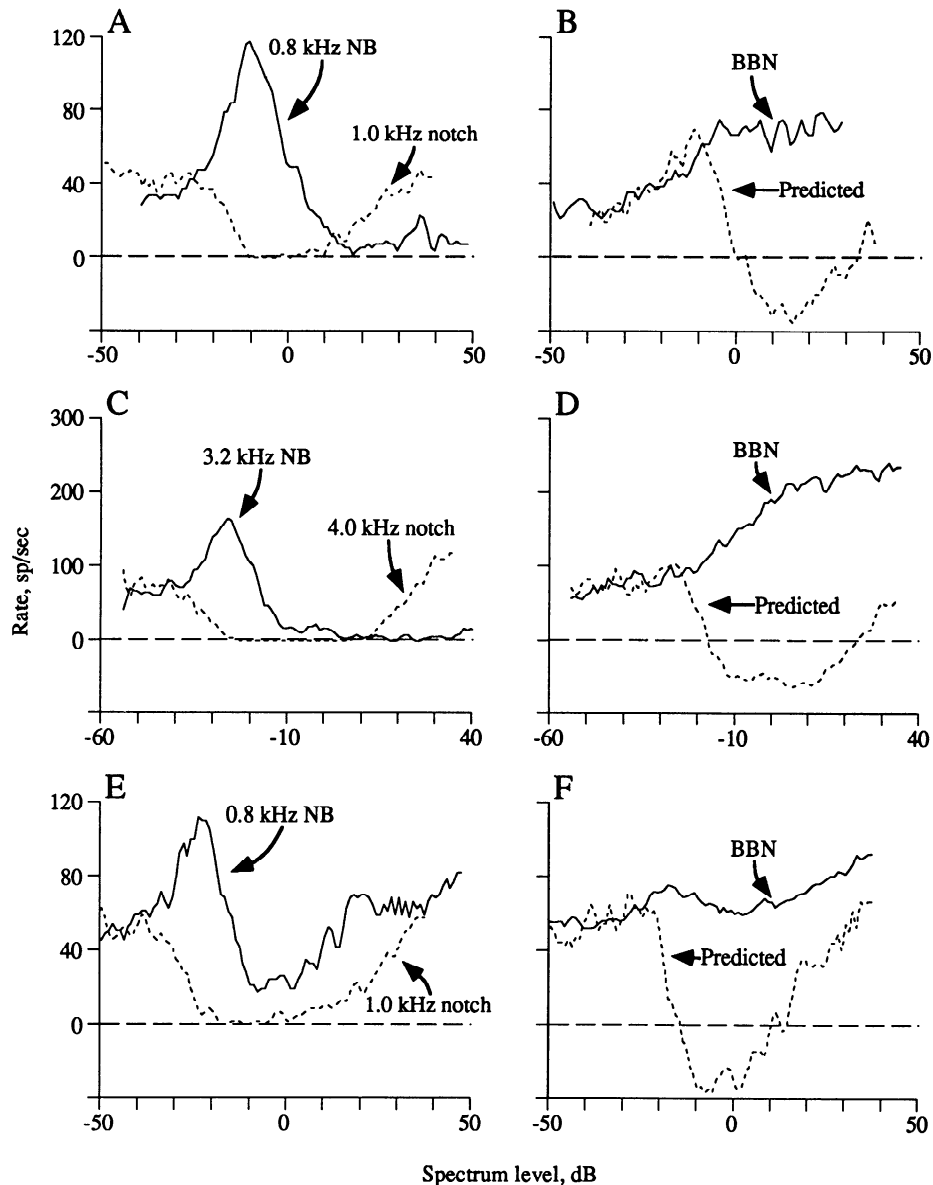 A
B
120
80
40
0
0.8 kHz NB
1.0 kHz notch
BBN
Predicted
-50
0
50
-50
0
50
C
D
300
200
100
0
3.2 kHz NB
4.0 kHz notch
BBN
Predicted
Rate, sp/sec
-60
-10
40
-60
-10
40
E
F
120
80
40
0
0.8 kHz NB
1.0 kHz notch
BBN
Predicted
-50
0
50
-50
0
50
Spectrum level, dB